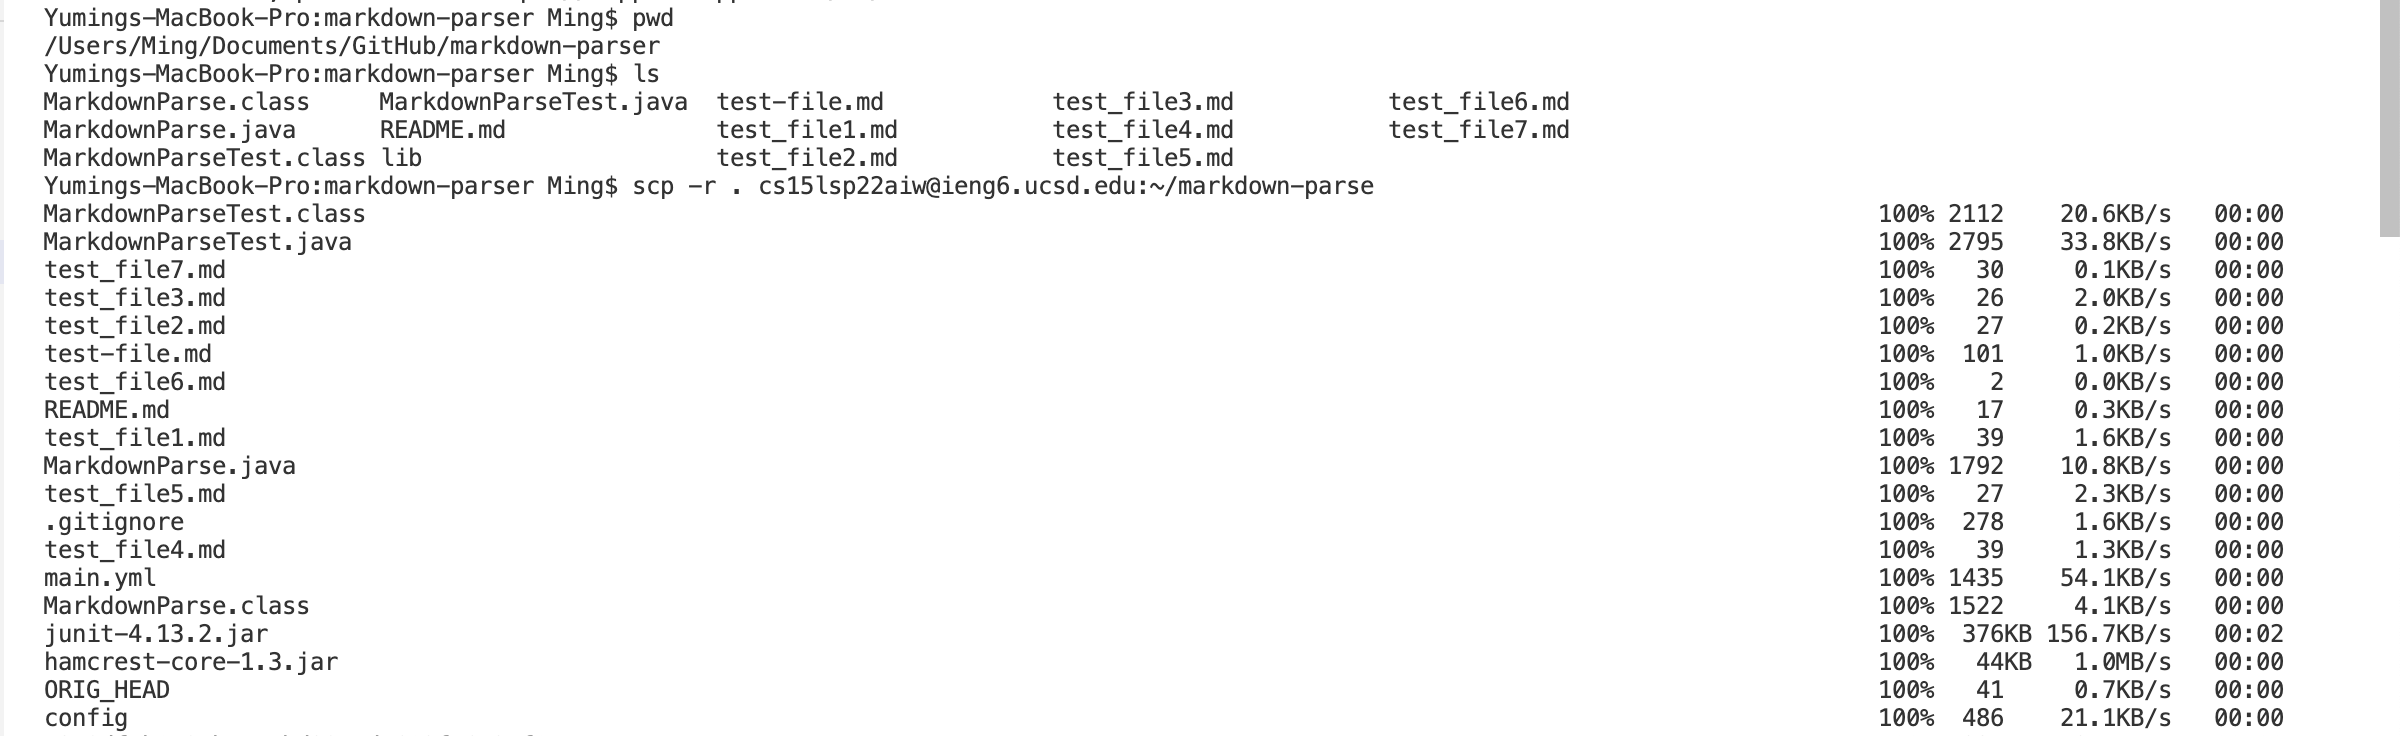 Yumings-MacBook-Pro:markdown-parser Ming$ pwd
/Users/Ming/Documents/GitHub/markdown-parser
Yumings-MacBook-Pro:markdown-parser Ming$ ls
MarkdownParse.class     MarkdownParseTest.java  test-file.md            test_file3.md           test_file6.md
MarkdownParse.java      README.md               test_file1.md           test_file4.md           test_file7.md
MarkdownParseTest.class lib                     test_file2.md           test_file5.md
Yumings-MacBook-Pro:markdown-parser Ming$ scp -r . cs15lsp22aiw@ieng6.ucsd.edu:~/markdown-parse
MarkdownParseTest.class 100% 2112 20.6KB/s 00:00
MarkdownParseTest.java 100% 2795 33.8KB/s 00:00
test_file7.md 100% 30 0.1KB/s 00:00
test_file3.md 100% 26 2.0KB/s 00:00
test_file2.md 100% 27 0.2KB/s 00:00
test-file.md 100% 101 1.0KB/s 00:00
test_file6.md 100% 2 0.0KB/s 00:00
README.md 100% 17 0.3KB/s 00:00
test_file1.md 100% 39 1.6KB/s 00:00
MarkdownParse.java 100% 1792 10.8KB/s 00:00
test_file5.md 100% 27 2.3KB/s 00:00
.gitignore 100% 278 1.6KB/s 00:00
test_file4.md 100% 39 1.3KB/s 00:00
main.yml 100% 1435 54.1KB/s 00:00
MarkdownParse.class 100% 1522 4.1KB/s 00:00
junit-4.13.2.jar 100% 376KB 156.7KB/s 00:02
hamcrest-core-1.3.jar 100% 44KB 1.0MB/s 00:00
ORIG_HEAD 100% 41 0.7KB/s 00:00
config 100% 486 21.1KB/s 00:00